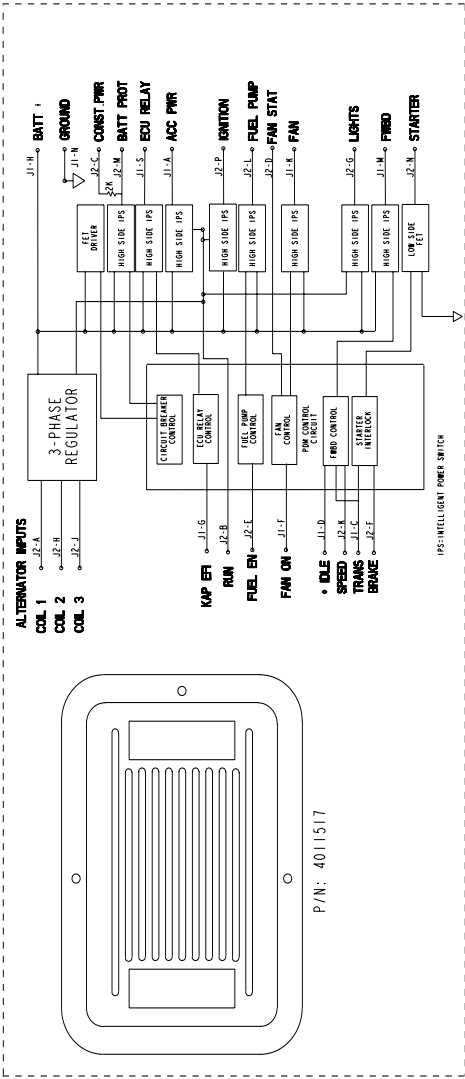 ALTERNATOR INPUTS
COIL 1
J2-A
COIL 2
J2-H
COIL 3
J2-J
3-PHASE
REGULATOR
J1-H
BATT +
GROUND
J1-N
J2-C
CONST.PWR
2K
J2-M
BATT PROT
J1-S
ECU RELAY
J1-A
ACC PWR
J2-P
IGNITION
J2-L
FUEL PUMP
J2-D
FAN STAT
J1-K
FAN
J2-G
LIGHTS
J1-M
FWBD
J2-N
STARTER
FET
DRIVER
HIGH SIDE IPS
HIGH SIDE IPS
HIGH SIDE IPS
HIGH SIDE IPS
HIGH SIDE IPS
HIGH SIDE IPS
HIGH SIDE IPS
HIGH SIDE IPS
LOW SIDE
FET
CIRCUIT BREAKER
CONTROL
ECU RELAY
CONTROL
FUEL PUMP
CONTROL
FAN
CONTROL
PDM CONTROL
CIRCUIT
FWBD CONTROL
STARTER
INTERLOCK
KAP EFI
J1-G
RUN
J2-B
FUEL EN
J2-E
FAN ON
J1-F
IDLE
J1-D
SPEED
J2-K
TRANS
J1-C
BRAKE
J2-F
IPS=INTELLIGENT POWER SWITCH
P/N: 4011517